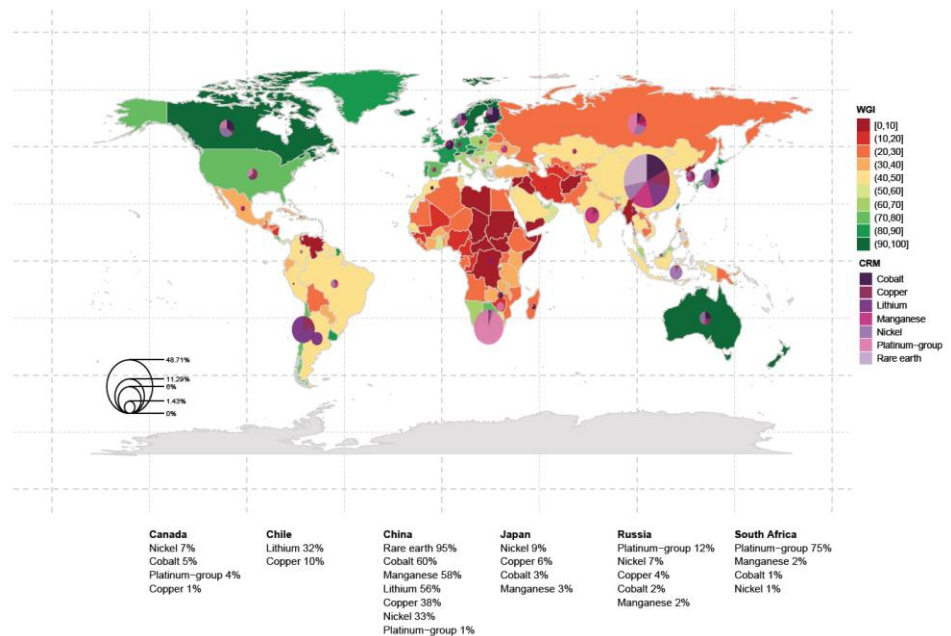 WGI
[0,10]
(10,20]
(20,30]
(30,40]
(40,50]
(50,60]
(60,70]
(70,80]
(80,90]
(90,100]
CRM
Cobalt
Copper
Lithium
Manganese
Nickel
Platinum-group
Rare earth
48.71%
11.29%
6%
1.43%
0%
Canada
Nickel 7%
Cobalt 5%
Platinum-group 4%
Copper 1%
Chile
Lithium 32%
Copper 10%
China
Rare earth 95%
Cobalt 60%
Manganese 58%
Lithium 56%
Copper 38%
Nickel 33%
Platinum-group 1%
Japan
Nickel 9%
Copper 6%
Cobalt 3%
Manganese 3%
Russia
Platinum-group 12%
Nickel 7%
Copper 4%
Cobalt 2%
Manganese 2%
South Africa
Platinum-group 75%
Manganese 2%
Cobalt 1%
Nickel 1%